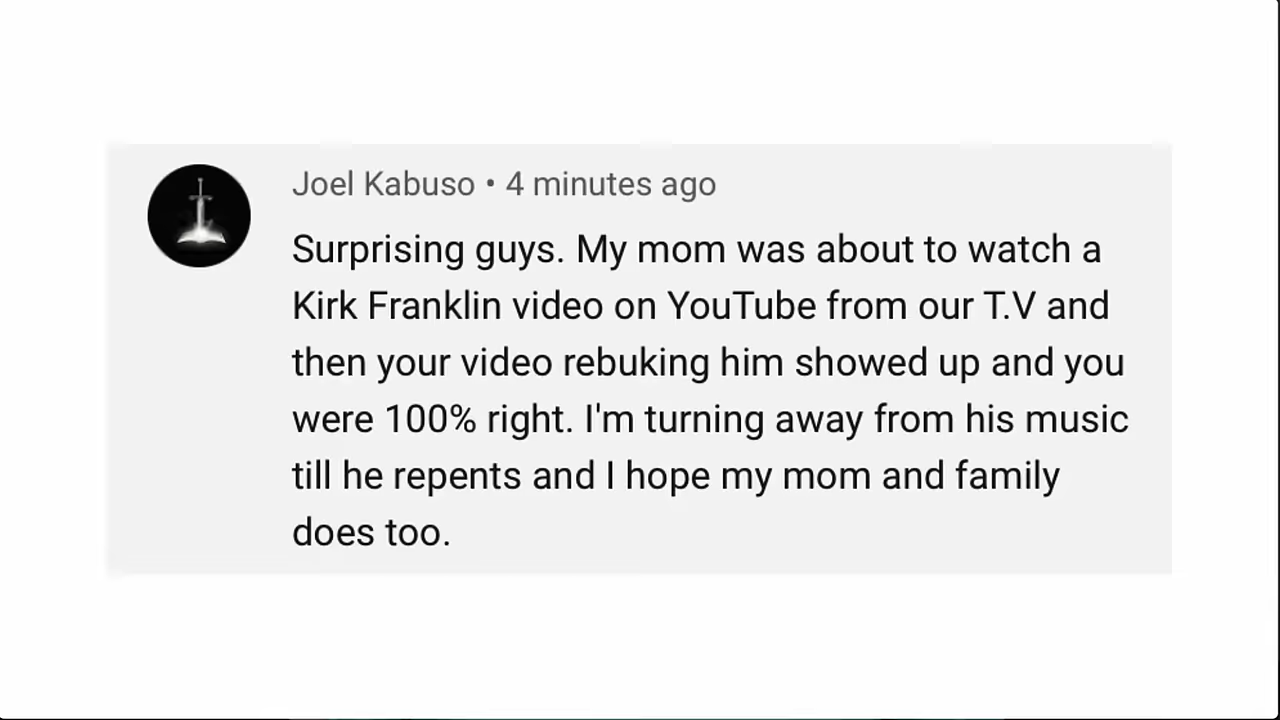 Joel Kabuso • 4 minutes ago
Surprising guys. My mom was about to watch a
Kirk Franklin video on YouTube from our T.V and
then your video rebuking him showed up and you
were 100% right. I'm turning away from his music
till he repents and I hope my mom and family
does too.